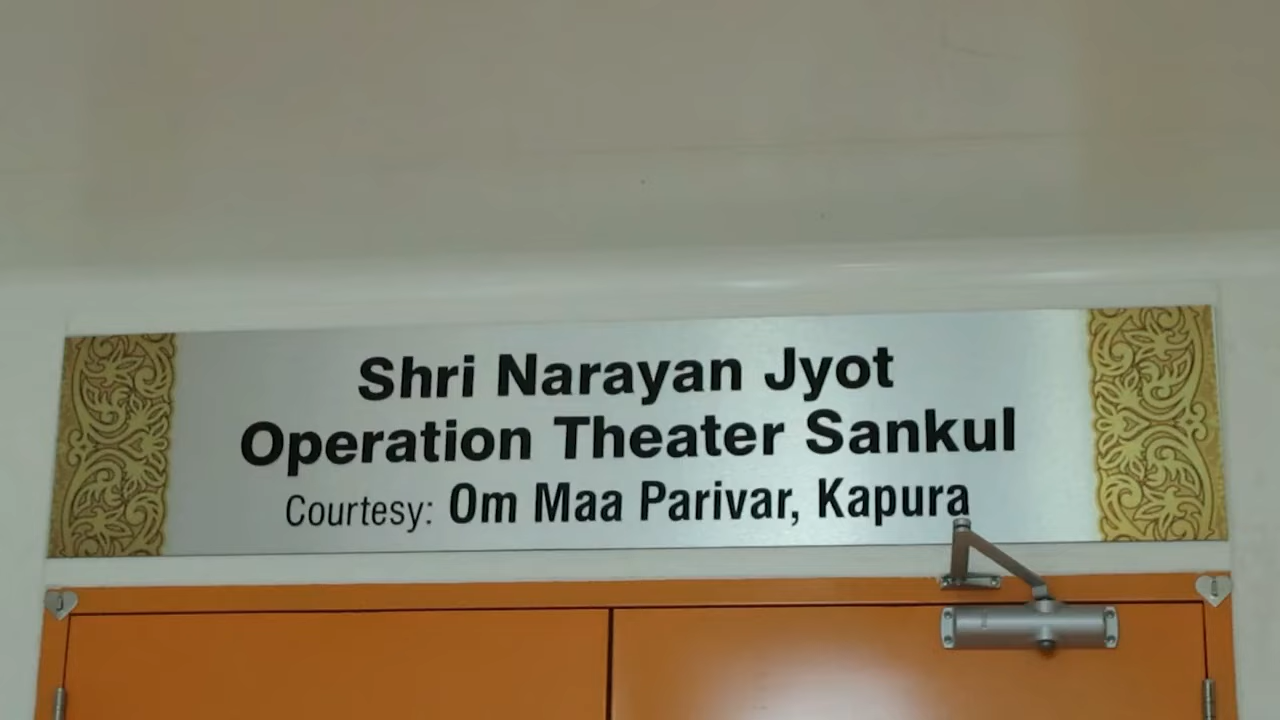 Shri Narayan Jyot
Operation Theater Sankul
Courtesy: Om Maa Parivar, Kapura